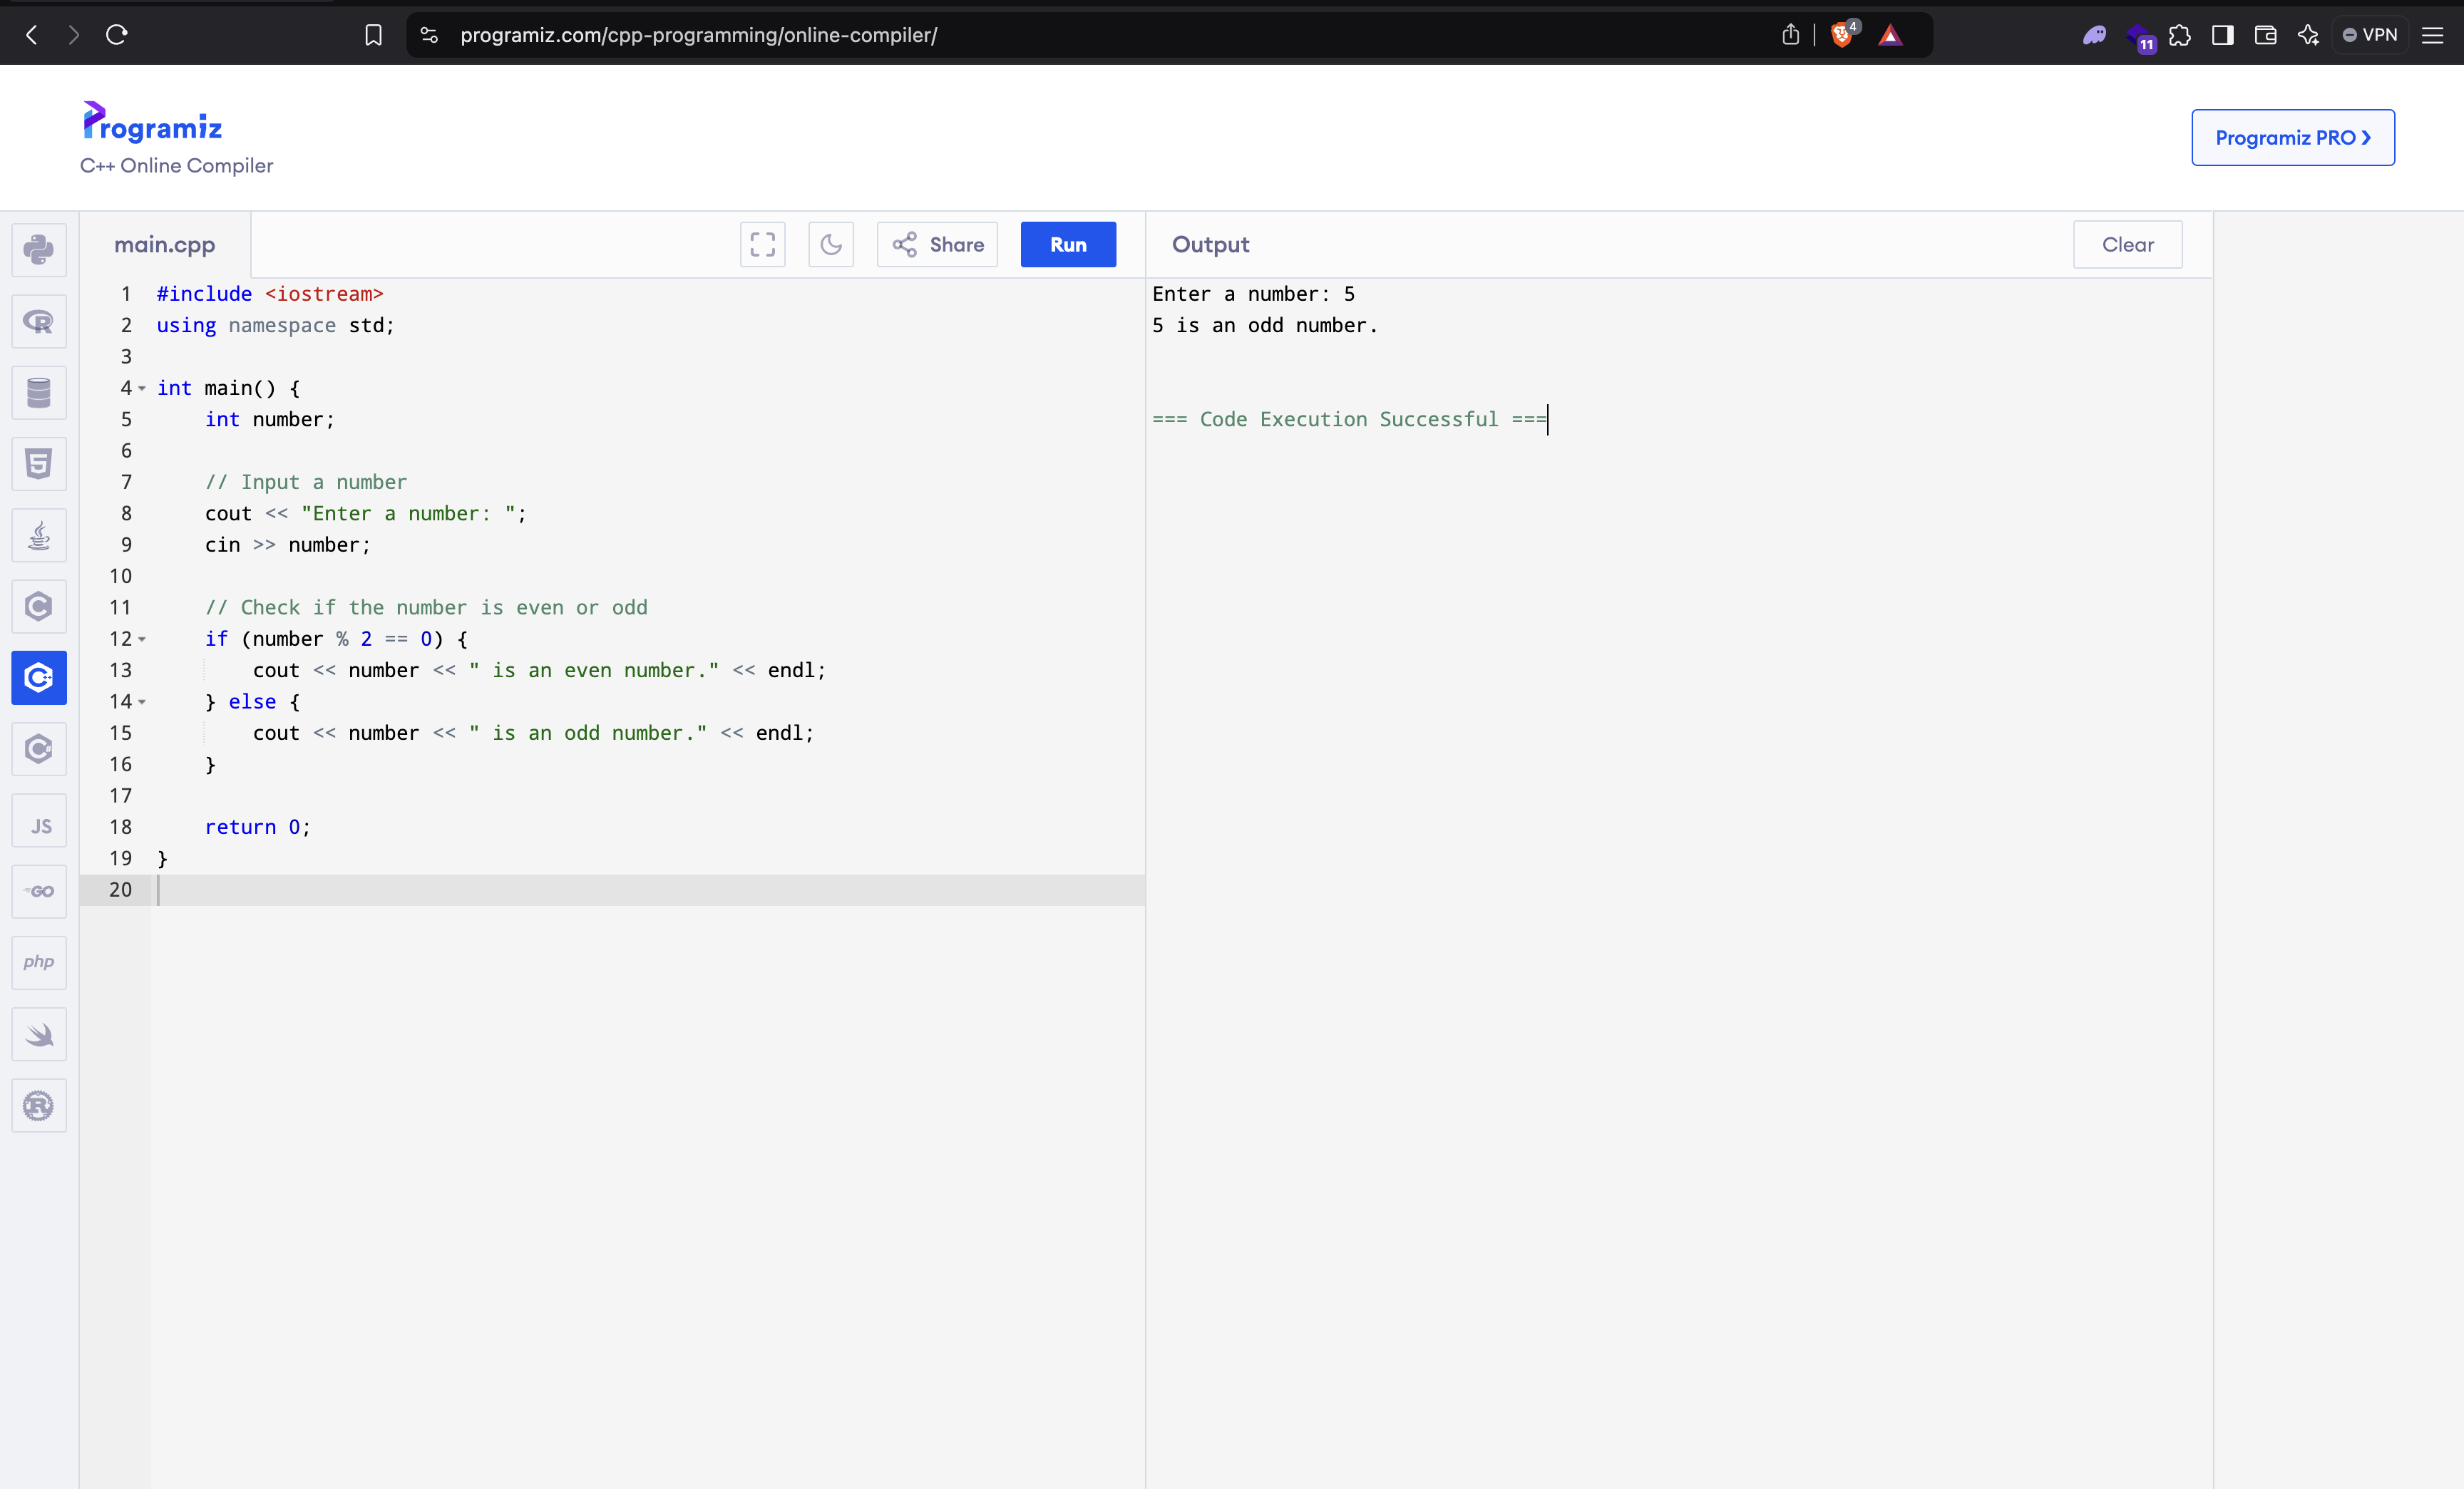 programiz.com/cpp-programming/online-compiler/
4
11
VPN
Programiz
C++ Online Compiler
Programiz PRO
main.cpp
Share
Run
Output
Clear
1 #include <iostream>
2 using namespace std;
3
4 int main() {
5     int number;
6
7     // Input a number
8     cout << "Enter a number: ";
9     cin >> number;
10
11     // Check if the number is even or odd
12     if (number % 2 == 0) {
13         cout << number << " is an even number." << endl;
14     } else {
15         cout << number << " is an odd number." << endl;
16     }
17
18     return 0;
19 }
20
Enter a number: 5
5 is an odd number.
=== Code Execution Successful ===
R
5
C
C+
C#
JS
GO
php
R